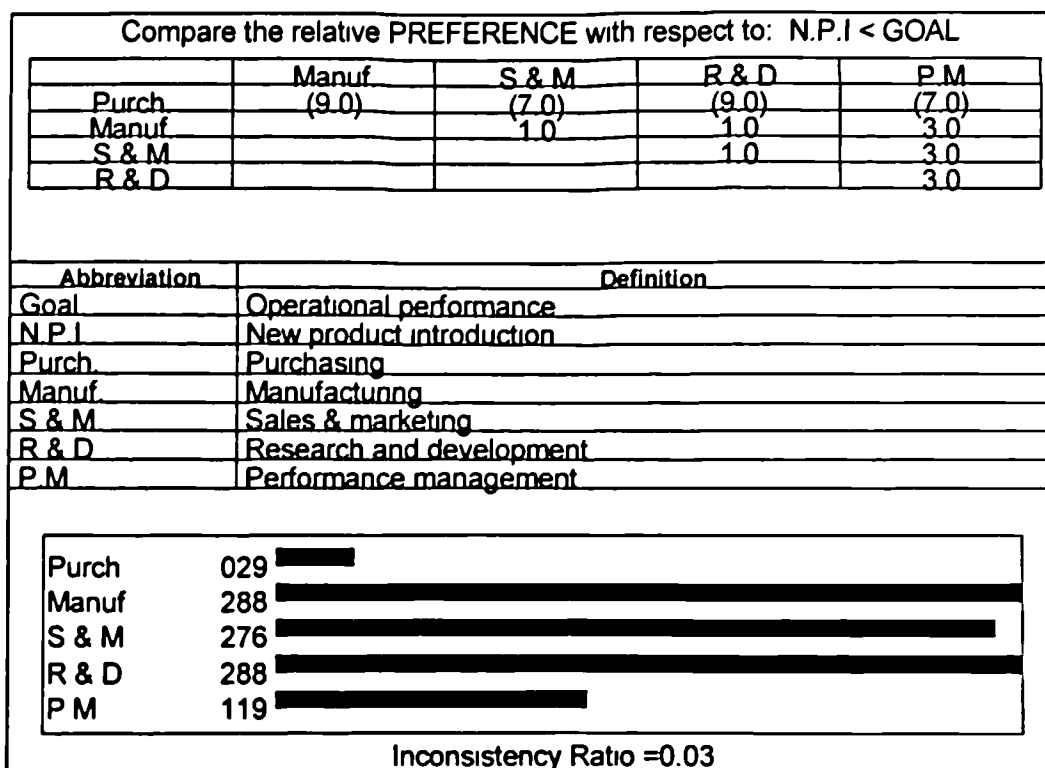 Compare the relative PREFERENCE with respect to: N.P.I < GOAL
Manuf. S & M R & D P.M
Purch. (9.0) (7.0) (9.0) (7.0)
Manuf. 1.0 1.0 3.0
S & M 1.0 3.0
R & D 3.0
Abbreviation Definition
Goal Operational performance
N.P.I New product introduction
Purch. Purchasing
Manuf. Manufacturing
S & M Sales & marketing
R & D Research and development
P.M Performance management
Purch 029
Manuf 288
S & M 276
R & D 288
P M 119
Inconsistency Ratio =0.03